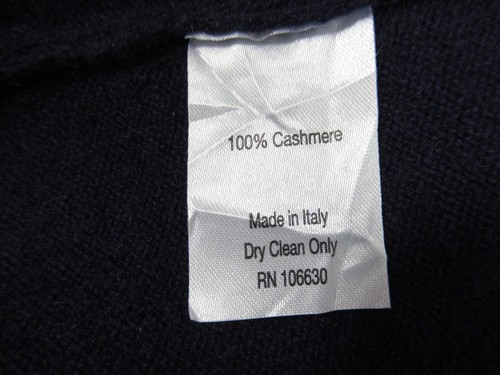 100% Cashmere
Made in Italy
Dry Clean Only
RN 106630